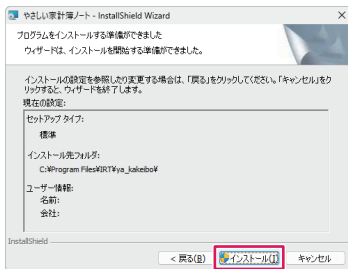 やさしい家計簿ノート - InstallShield Wizard
プログラムをインストールする準備ができました
ウィザードは、インストールを開始する準備ができました。
インストールの設定を参照したり変更する場合は、「戻る」をクリックしてください。「キャンセル」をク
リックすると、ウィザードを終了します。
現在の設定:
セットアップ タイプ:
標準
インストール先フォルダ:
C:¥Program Files¥IRT¥ya_kakeibo¥
ユーザー情報:
名前:
会社:
InstallShield
< 戻る(B)
インストール(I)
キャンセル